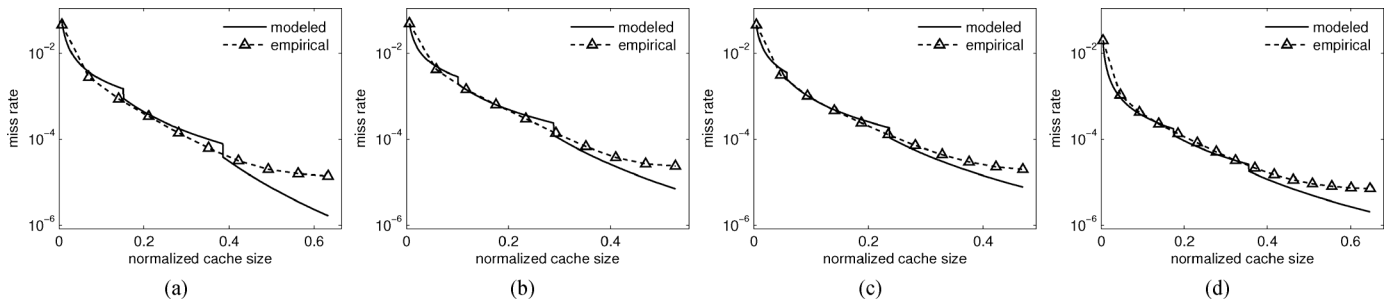 modeled
empirical
10^-2
10^-4
10^-6
miss rate
0 0.2 0.4 0.6
normalized cache size
(a)
modeled
empirical
10^-2
10^-4
10^-6
miss rate
0 0.2 0.4
normalized cache size
(b)
modeled
empirical
10^-2
10^-4
10^-6
miss rate
0 0.2 0.4
normalized cache size
(c)
modeled
empirical
10^-2
10^-4
10^-6
miss rate
0 0.2 0.4 0.6
normalized cache size
(d)